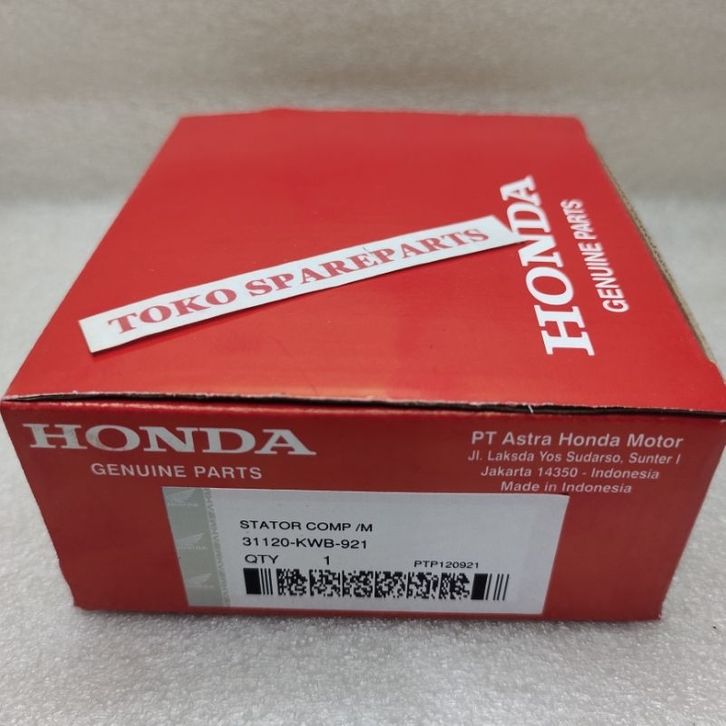 TOKO SPAREPARTS
HONDA
GENUINE PARTS
HONDA
GENUINE PARTS
PT Astra Honda Motor
Jl. Laksda Yos Sudarso, Sunter I
Jakarta 14350 - Indonesia
Made in Indonesia
STATOR COMP /M
31120-KWB-921
QTY 1
PTP120921